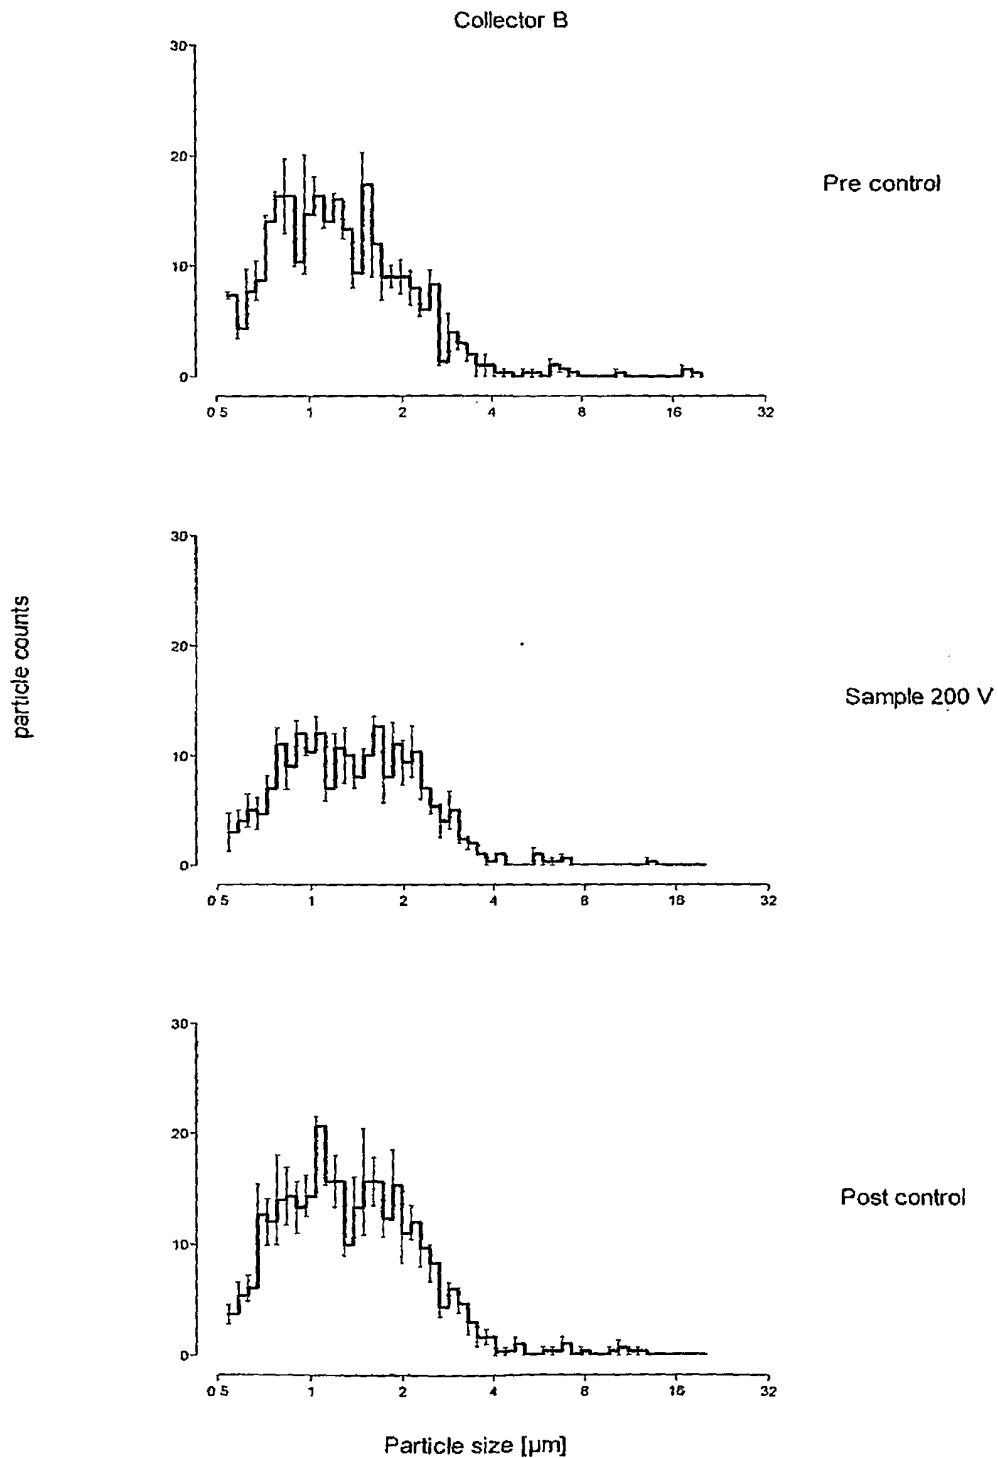 Collector B
30
20
10
0
0 5 1 2 4 8 16 32
Pre control
particle counts
30
20
10
0
0 5 1 2 4 8 16 32
Sample 200 V
30
20
10
0
0 5 1 2 4 8 16 32
Post control
Particle size [µm]